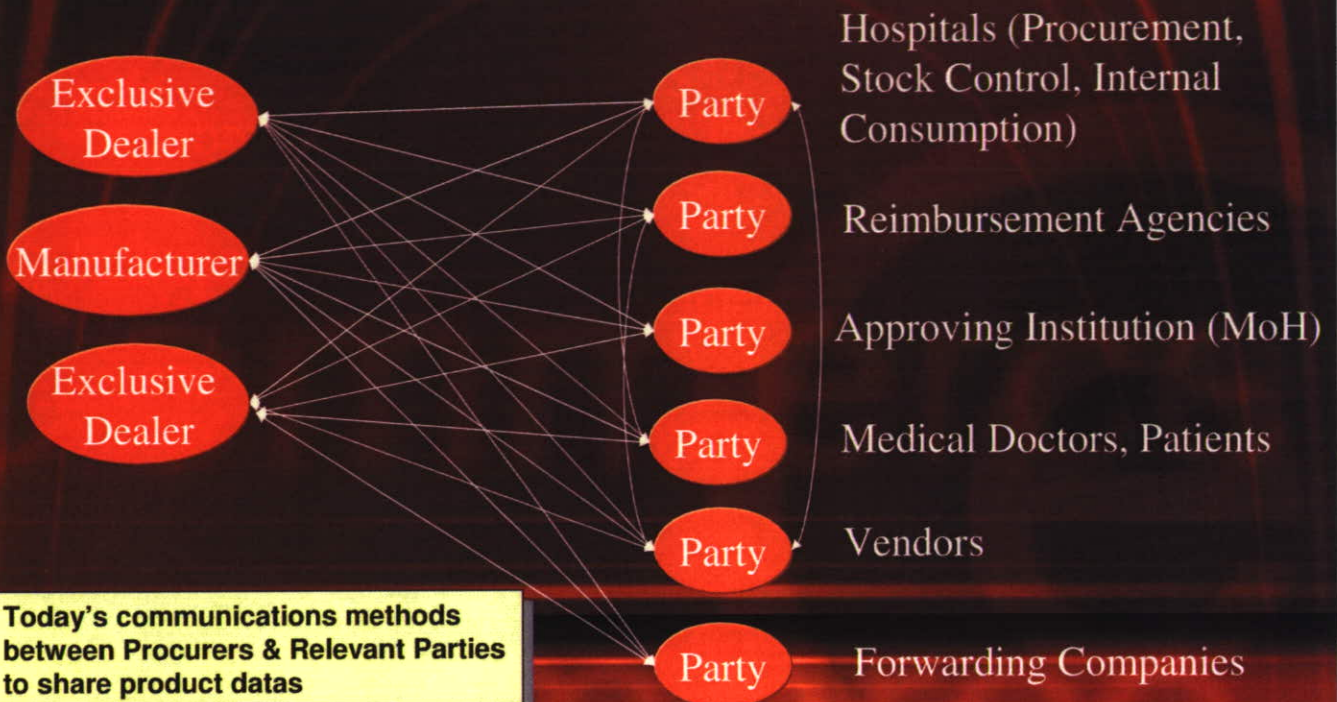 Exclusive
Dealer
Manufacturer
Exclusive
Dealer
Party
Hospitals (Procurement,
Stock Control, Internal
Consumption)
Party
Reimbursement Agencies
Party
Approving Institution (MoH)
Party
Medical Doctors, Patients
Party
Vendors
Party
Forwarding Companies
Today's communications methods
between Procurers & Relevant Parties
to share product datas